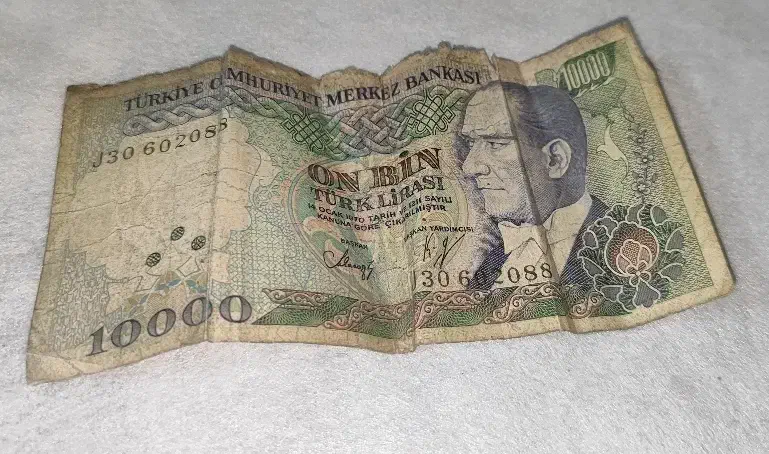 TÜRKİYE CUMHURİYET MERKEZ BANKASI
10000
J30 602088
ON BİN
TÜRK LİRASI
14 OCAK 1970 TARİH VE 1211 SAYILI
KANUNA GÖRE ÇIKARILMIŞTIR
BAŞKAN
BAŞKAN YARDIMCISI
J30 602088
10000